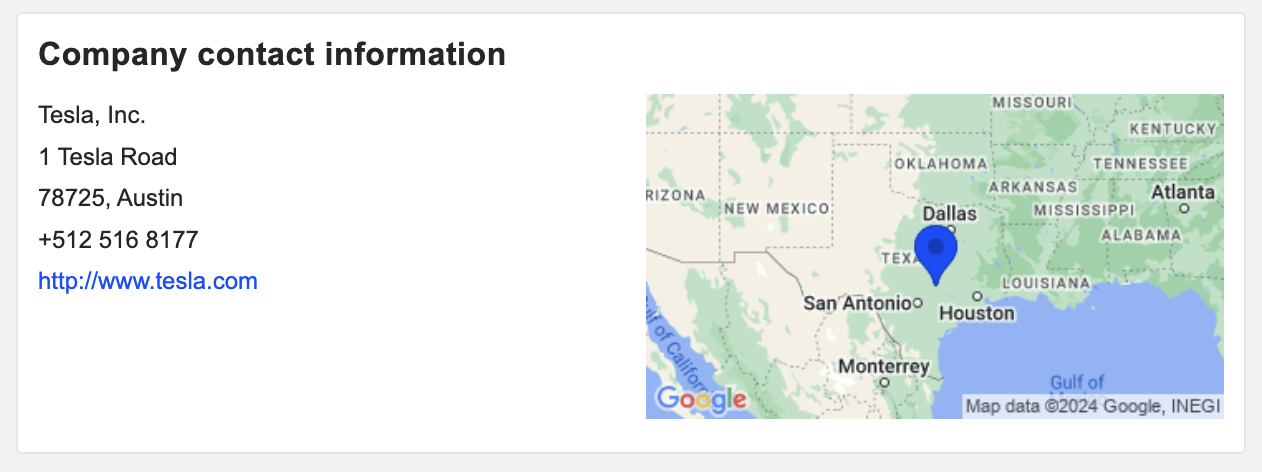 Company contact information
Tesla, Inc.
1 Tesla Road
78725, Austin
+512 516 8177
http://www.tesla.com
MISSOURI
KENTUCKY
OKLAHOMA
TENNESSEE
RIZONA
ARKANSAS
Atlanta
NEW MEXICO
Dallas
MISSISSIPPI
ALABAMA
TEXA
LOUISIANA
San Antonio
Houston
Gulf of Californ
Monterrey
Gulf of
Google
Map data ©2024 Google, INEGI